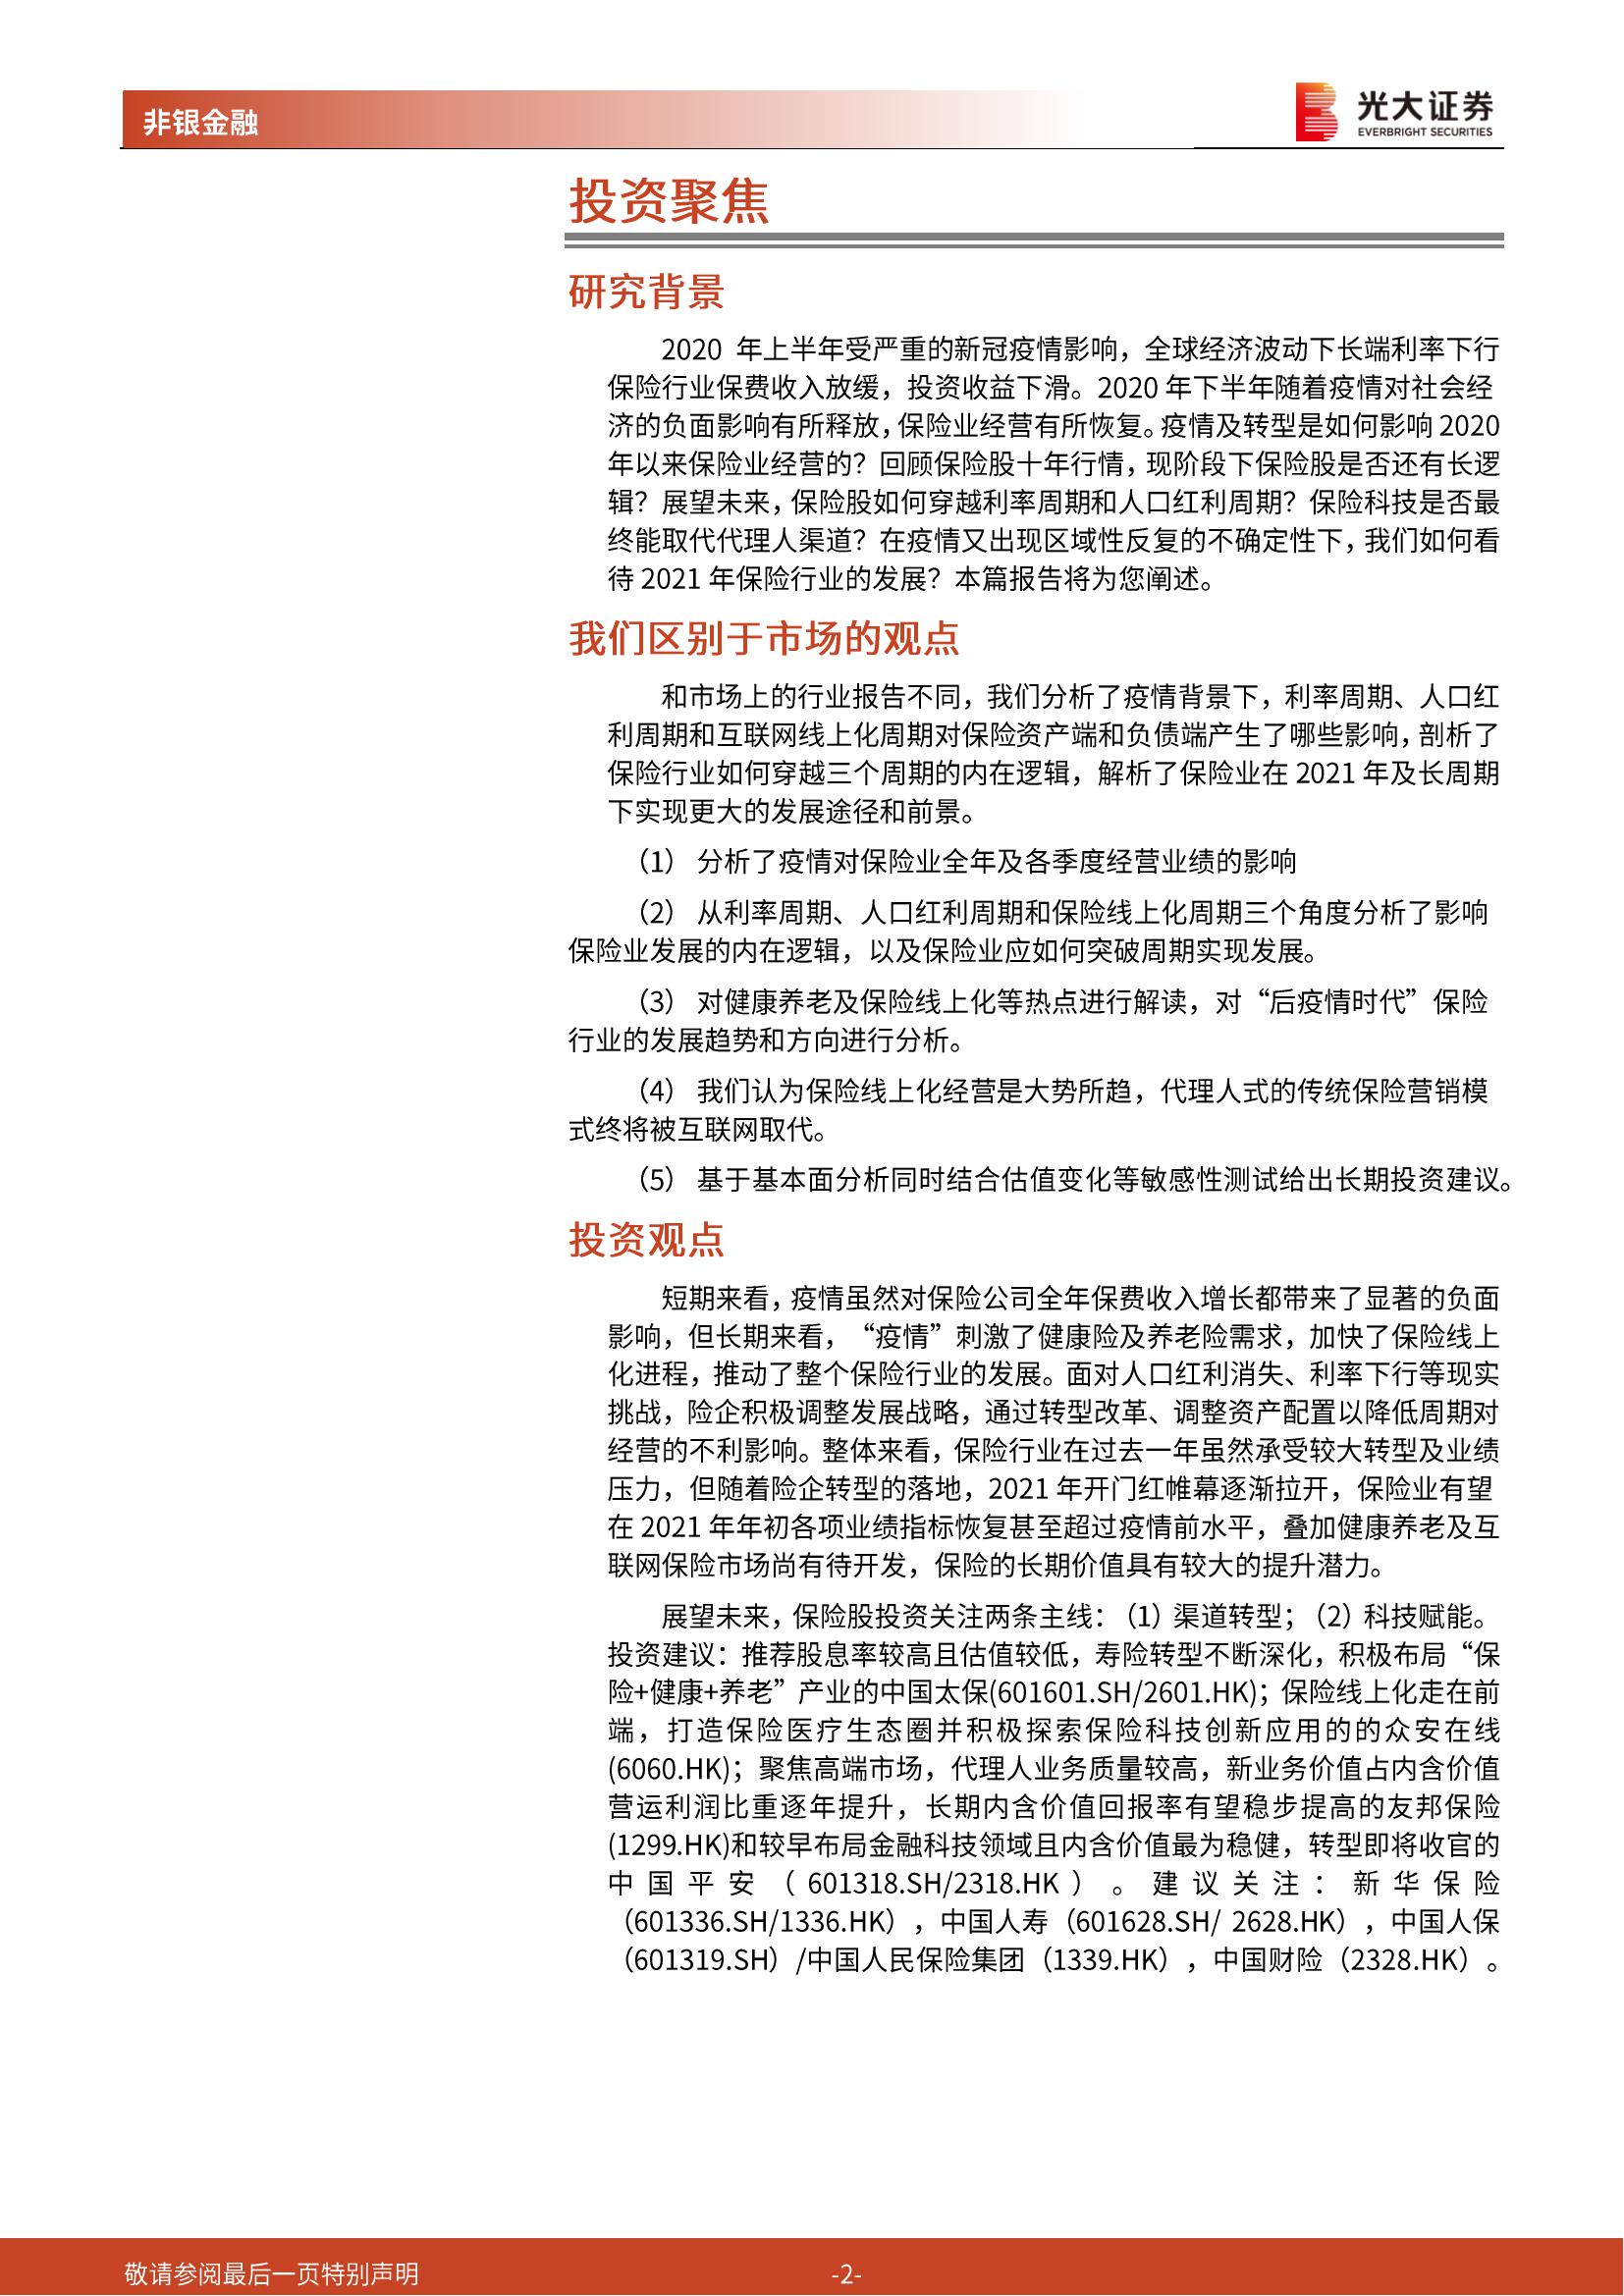 非银金融
光大证券
EVERBRIGHT SECURITIES
投资聚焦
研究背景
2020 年上半年受严重的新冠疫情影响，全球经济波动下长端利率下行
保险行业保费收入放缓，投资收益下滑。2020 年下半年随着疫情对社会经
济的负面影响有所释放，保险业经营有所恢复。疫情及转型是如何影响 2020
年以来保险业经营的？回顾保险股十年行情，现阶段下保险股是否还有长逻
辑？展望未来，保险股如何穿越利率周期和人口红利周期？保险科技是否最
终能取代代理人渠道？在疫情又出现区域性反复的不确定性下，我们如何看
待 2021 年保险行业的发展？本篇报告将为您阐述。
我们区别于市场的观点
和市场上的行业报告不同，我们分析了疫情背景下，利率周期、人口红
利周期和互联网线上化周期对保险资产端和负债端产生了哪些影响，剖析了
保险行业如何穿越三个周期的内在逻辑，解析了保险业在 2021 年及长周期
下实现更大的发展途径和前景。
（1） 分析了疫情对保险业全年及各季度经营业绩的影响
（2） 从利率周期、人口红利周期和保险线上化周期三个角度分析了影响
保险业发展的内在逻辑，以及保险业应如何突破周期实现发展。
（3） 对健康养老及保险线上化等热点进行解读，对“后疫情时代”保险
行业的发展趋势和方向进行分析。
（4） 我们认为保险线上化经营是大势所趋，代理人式的传统保险营销模
式终将被互联网取代。
（5） 基于基本面分析同时结合估值变化等敏感性测试给出长期投资建议。
投资观点
短期来看，疫情虽然对保险公司全年保费收入增长都带来了显著的负面
影响，但长期来看，“疫情”刺激了健康险及养老险需求，加快了保险线上
化进程，推动了整个保险行业的发展。面对人口红利消失、利率下行等现实
挑战，险企积极调整发展战略，通过转型改革、调整资产配置以降低周期对
经营的不利影响。整体来看，保险行业在过去一年虽然承受较大转型及业绩
压力，但随着险企转型的落地，2021 年开门红帷幕逐渐拉开，保险业有望
在 2021 年年初各项业绩指标恢复甚至超过疫情前水平，叠加健康养老及互
联网保险市场尚有待开发，保险的长期价值具有较大的提升潜力。
展望未来，保险股投资关注两条主线：（1）渠道转型；（2）科技赋能。
投资建议：推荐股息率较高且估值较低，寿险转型不断深化，积极布局“保
险+健康+养老”产业的中国太保(601601.SH/2601.HK)；保险线上化走在前
端，打造保险医疗生态圈并积极探索保险科技创新应用的的众安在线
(6060.HK)；聚焦高端市场，代理人业务质量较高，新业务价值占内含价值
营运利润比重逐年提升，长期内含价值回报率有望稳步提高的友邦保险
(1299.HK)和较早布局金融科技领域且内含价值最为稳健，转型即将收官的
中国平安（601318.SH/2318.HK）。建议关注：新华保险
（601336.SH/1336.HK），中国人寿（601628.SH/ 2628.HK），中国人保
（601319.SH）/中国人民保险集团（1339.HK），中国财险（2328.HK）。
敬请参阅最后一页特别声明
-2-